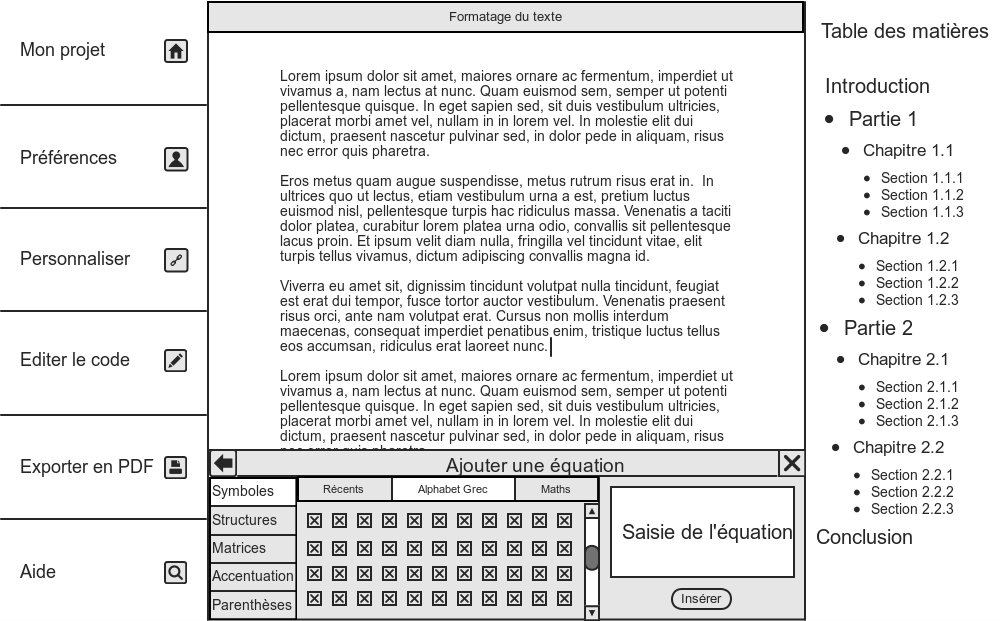 Formatage du texte
Mon projet
Préférences
Personnaliser
Editer le code
Exporter en PDF
Aide
Lorem ipsum dolor sit amet, maiores ornare ac fermentum, imperdiet ut
vivamus a, nam lectus at nunc. Quam euismod sem, semper ut potenti
pellentesque quisque. In eget sapien sed, sit duis vestibulum ultricies,
placerat morbi amet vel, nullam in in lorem vel. In molestie elit dui
dictum, praesent nascetur pulvinar sed, in dolor pede in aliquam, risus
nec error quis pharetra.
Eros metus quam augue suspendisse, metus rutrum risus erat in.  In
ultrices quo ut lectus, etiam vestibulum urna a est, pretium luctus
euismod nisl, pellentesque turpis hac ridiculus massa. Venenatis a taciti
dolor platea, curabitur lorem platea urna odio, convallis sit pellentesque
lacus proin. Et ipsum velit diam nulla, fringilla vel tincidunt vitae, elit
turpis tellus vivamus, dictum adipiscing convallis magna id.
Viverra eu amet sit, dignissim tincidunt volutpat nulla tincidunt, feugiat
est erat dui tempor, fusce tortor auctor vestibulum. Venenatis praesent
risus orci, ante nam volutpat erat. Cursus non mollis interdum
maecenas, consequat imperdiet penatibus enim, tristique luctus tellus
eos accumsan, ridiculus erat laoreet nunc.
Lorem ipsum dolor sit amet, maiores ornare ac fermentum, imperdiet ut
vivamus a, nam lectus at nunc. Quam euismod sem, semper ut potenti
pellentesque quisque. In eget sapien sed, sit duis vestibulum ultricies,
placerat morbi amet vel, nullam in in lorem vel. In molestie elit dui
dictum, praesent nascetur pulvinar sed, in dolor pede in aliquam, risus
Ajouter une équation
Symboles
Structures
Matrices
Accentuation
Parenthèses
Récents
Alphabet Grec
Maths
Saisie de l'équation
Insérer
Table des matières
Introduction
Partie 1
Chapitre 1.1
Section 1.1.1
Section 1.1.2
Section 1.1.3
Chapitre 1.2
Section 1.2.1
Section 1.2.2
Section 1.2.3
Partie 2
Chapitre 2.1
Section 2.1.1
Section 2.1.2
Section 2.1.3
Chapitre 2.2
Section 2.2.1
Section 2.2.2
Section 2.2.3
Conclusion